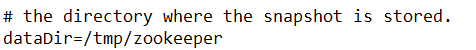 # the directory where the snapshot is stored.
dataDir=/tmp/zookeeper